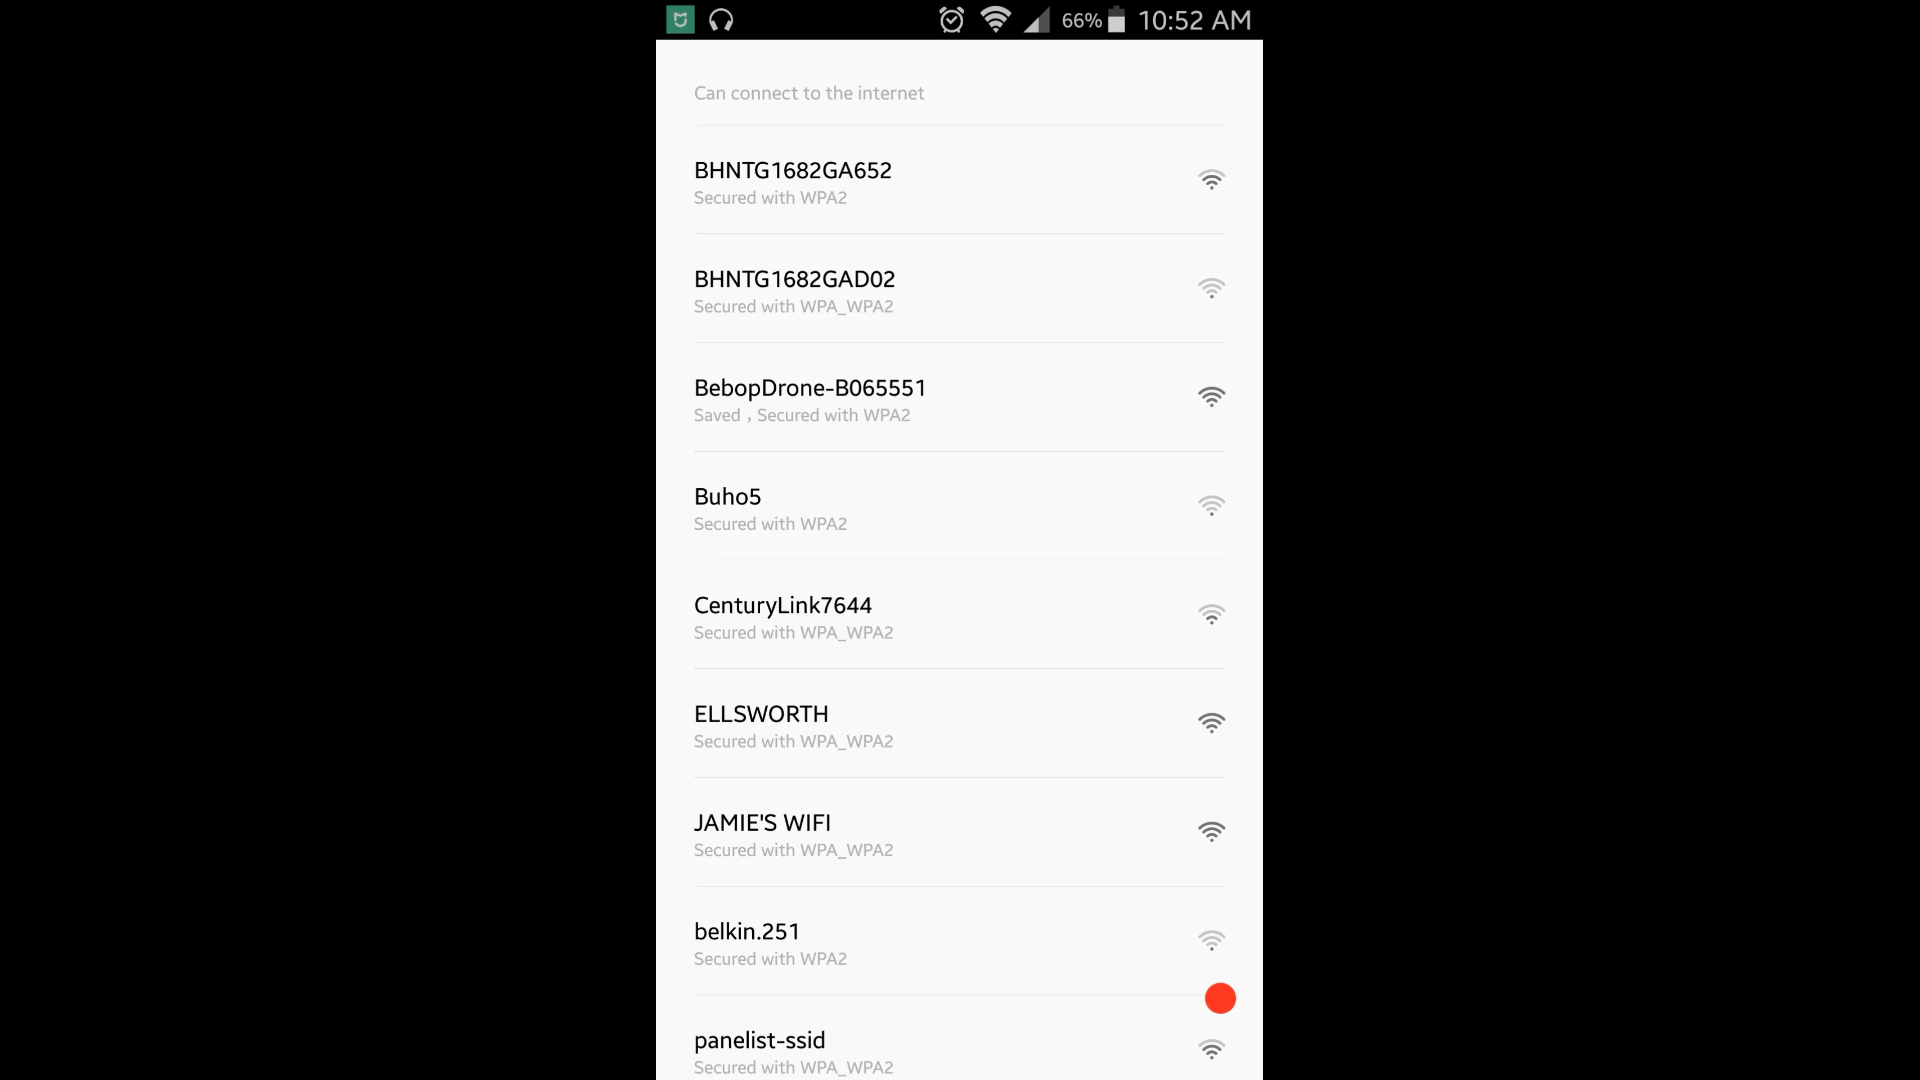 66% 10:52 AM
Can connect to the internet
BHNTG1682GA652
Secured with WPA2
BHNTG1682GAD02
Secured with WPA_WPA2
BebopDrone-B065551
Saved , Secured with WPA2
Buho5
Secured with WPA2
CenturyLink7644
Secured with WPA_WPA2
ELLSWORTH
Secured with WPA_WPA2
JAMIE'S WIFI
Secured with WPA_WPA2
belkin.251
Secured with WPA2
panelist-ssid
Secured with WPA_WPA2